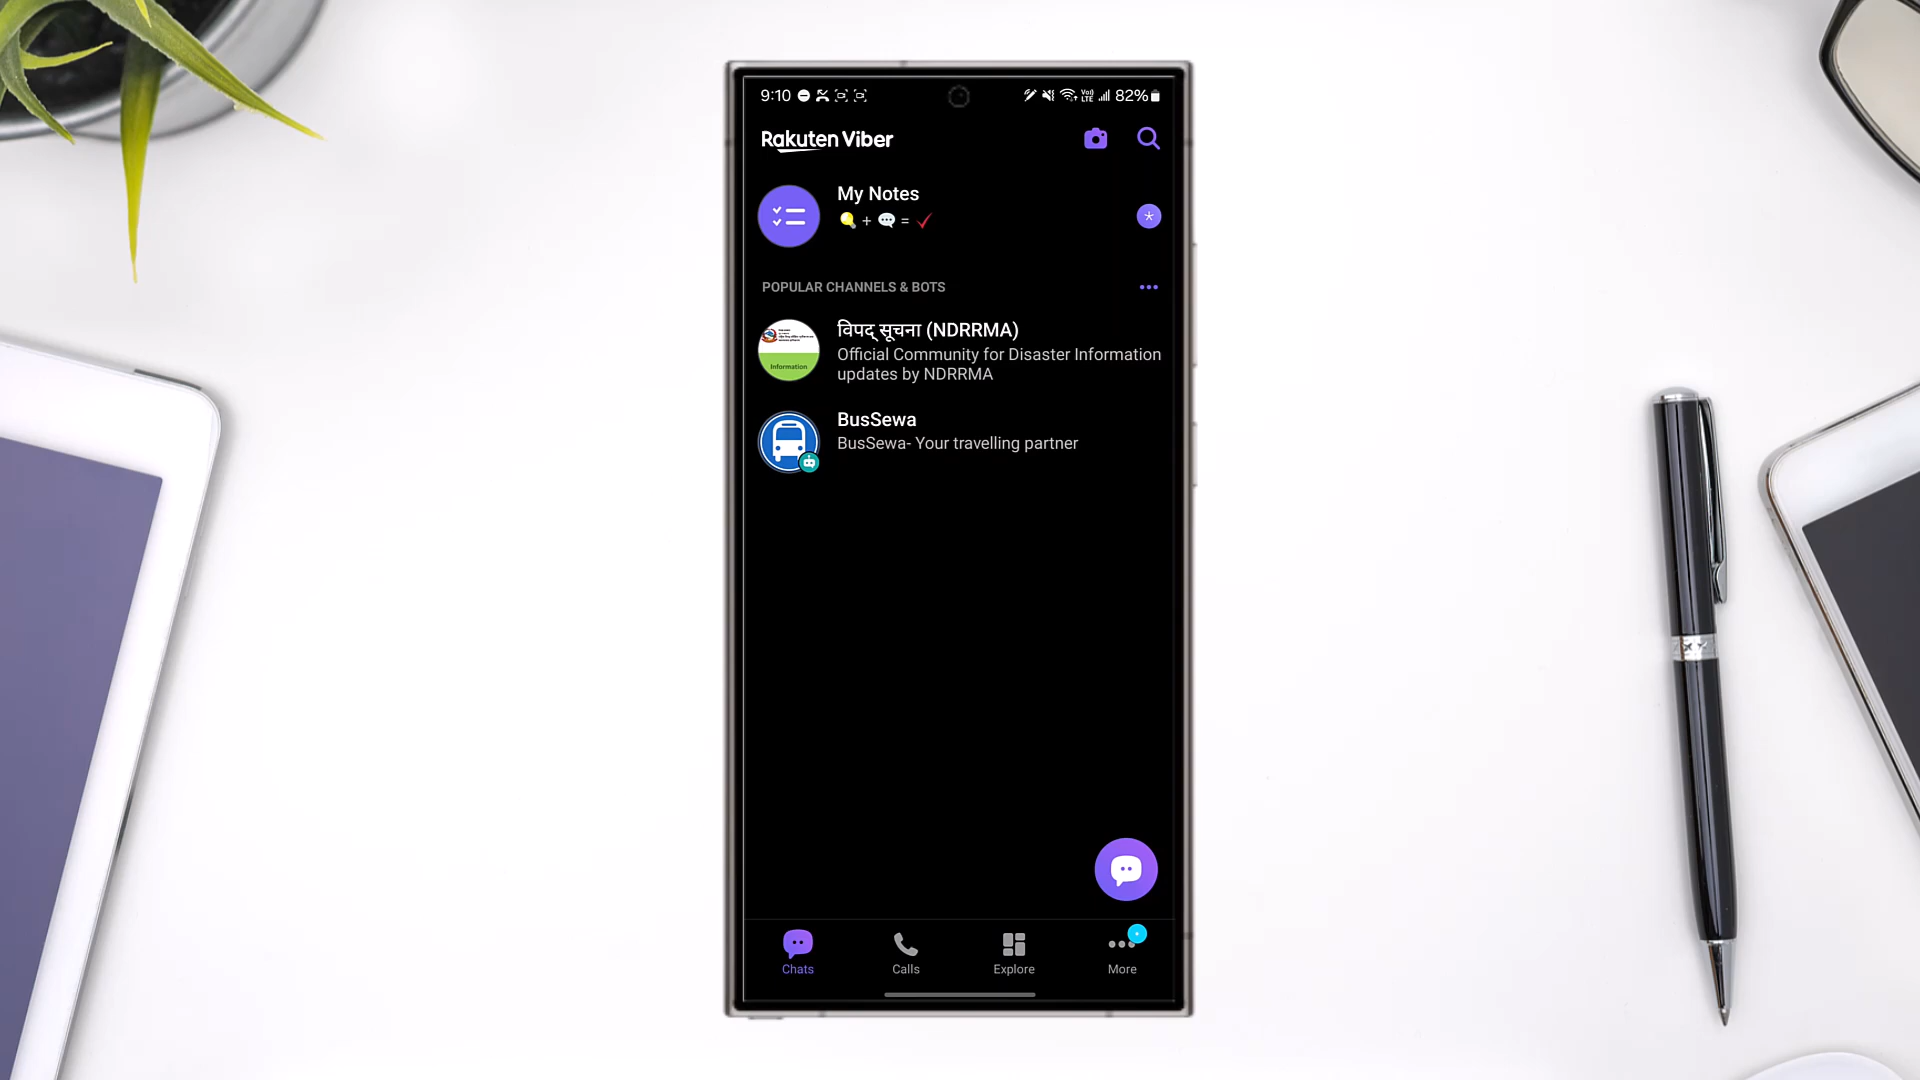 9:10
82%
Rakuten Viber
My Notes
+ =
POPULAR CHANNELS & BOTS
विपद् सूचना (NDRRMA)
Official Community for Disaster Information
updates by NDRRMA
Information
BusSewa
BusSewa- Your travelling partner
Chats
Calls
Explore
More